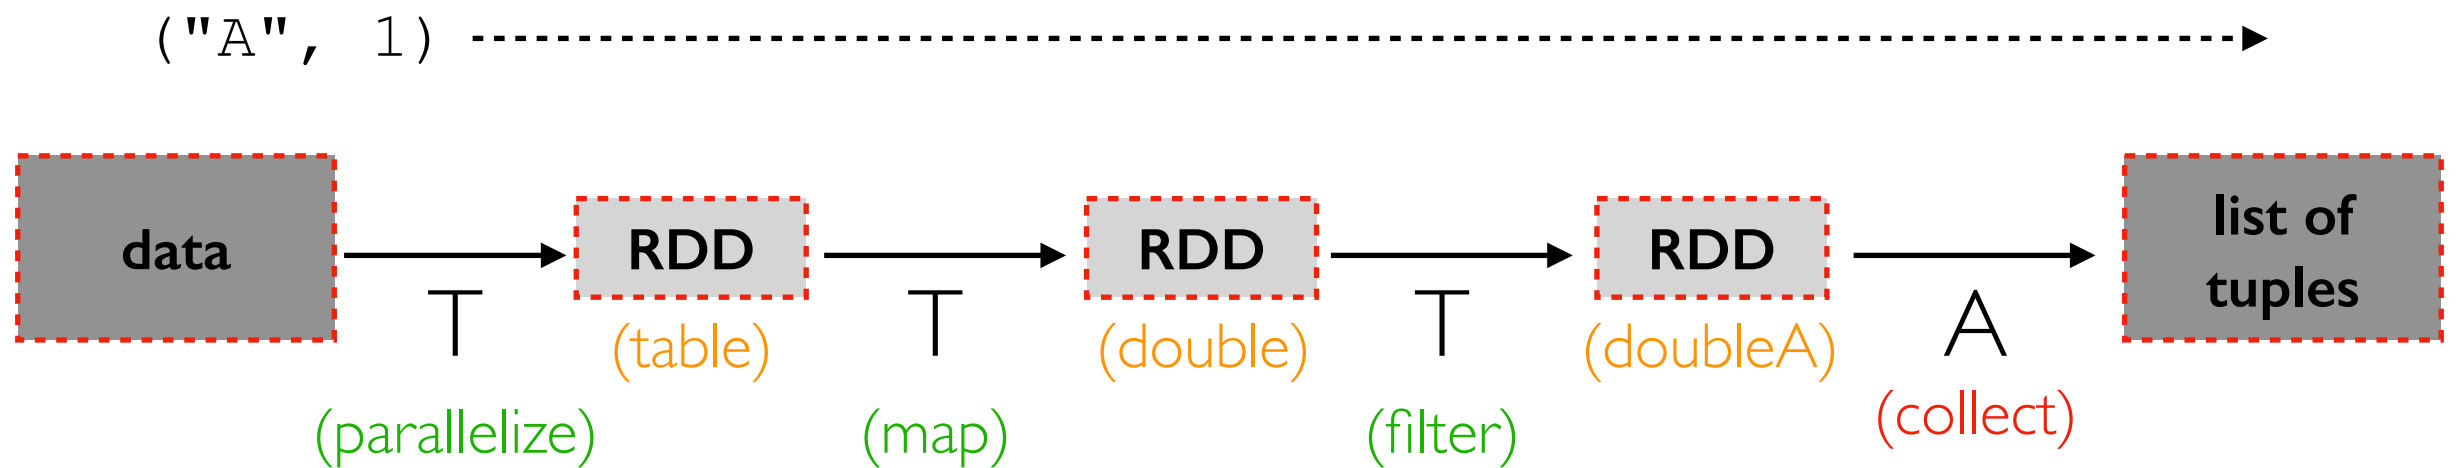 ("A", 1)
data
RDD
RDD
RDD
list of
tuples
T
T
T
A
(table)
(double)
(doubleA)
(parallelize)
(map)
(filter)
(collect)